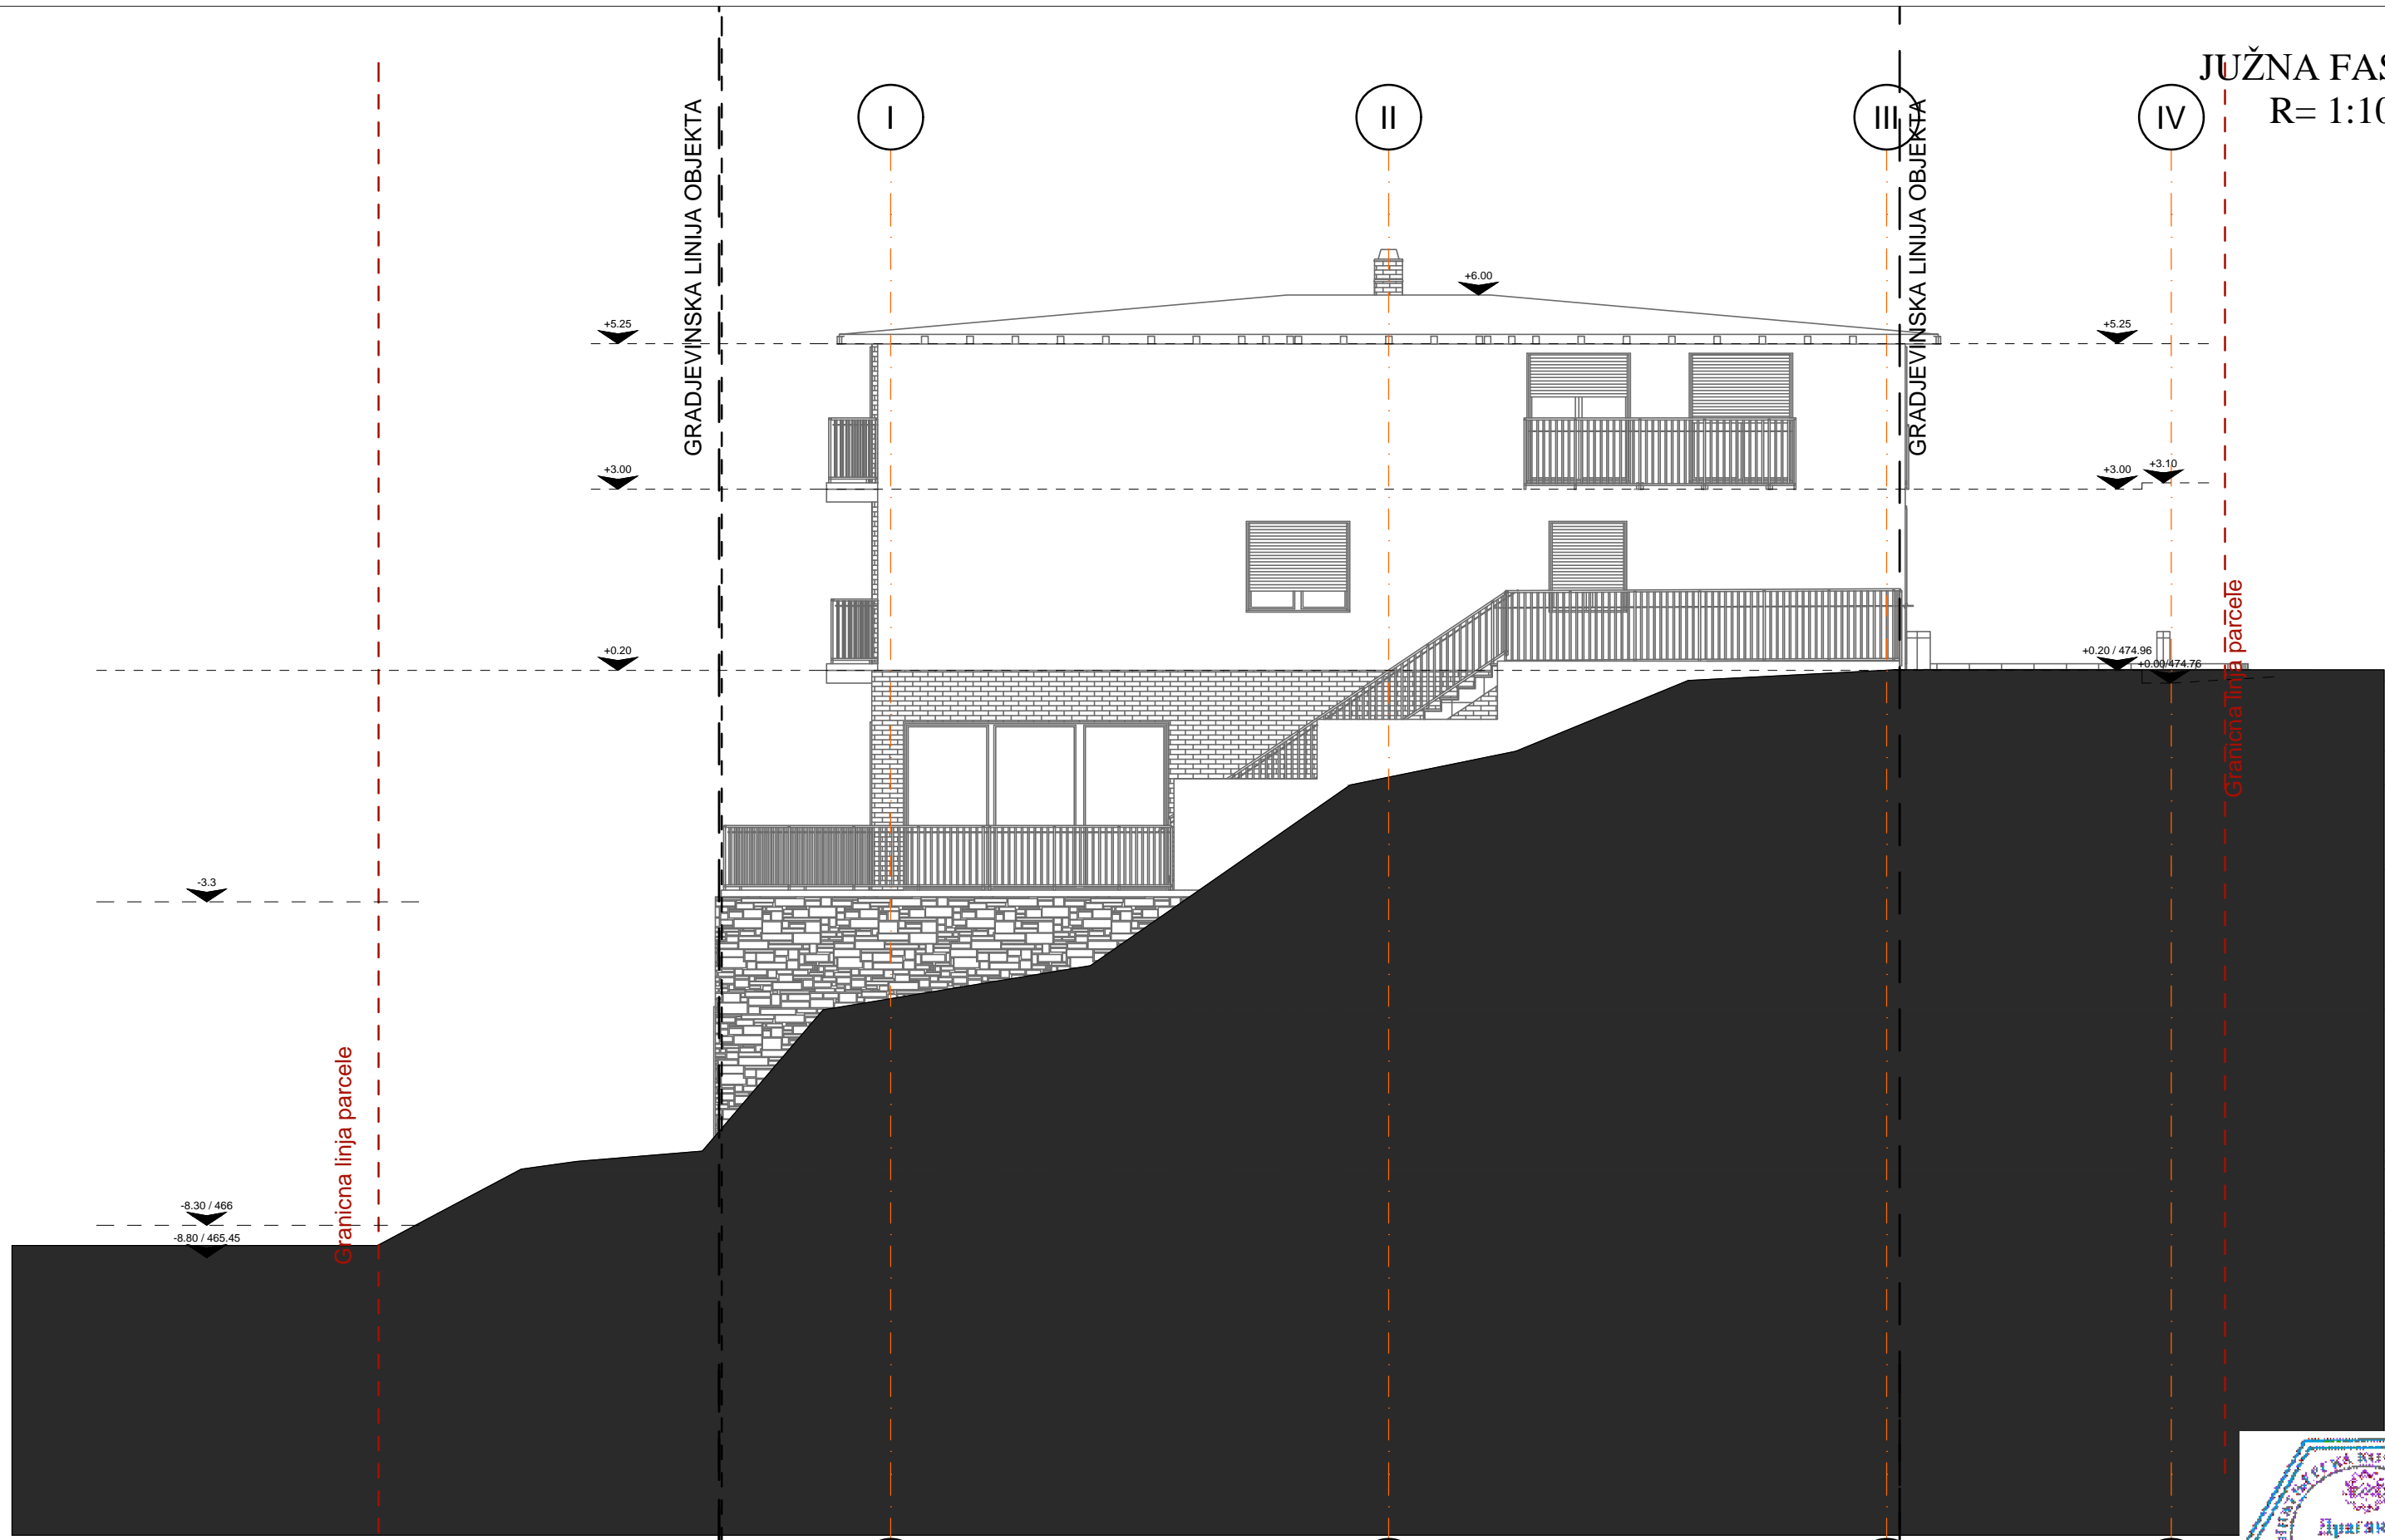 JUŽNA FAS
R= 1:10
I
II
III
IV
GRADJEVINSKA LINIJA OBJEKTA
GRADJEVINSKA LINIJA OBJEKTA
+6.00
+5.25
+5.25
+3.00
+3.00
+3.10
+0.20
+0.20 / 474.96
+0.00/474.76
Granicna linja parcele
-3.3
Granicna linja parcele
-8.30 / 466
-8.80 / 465.45